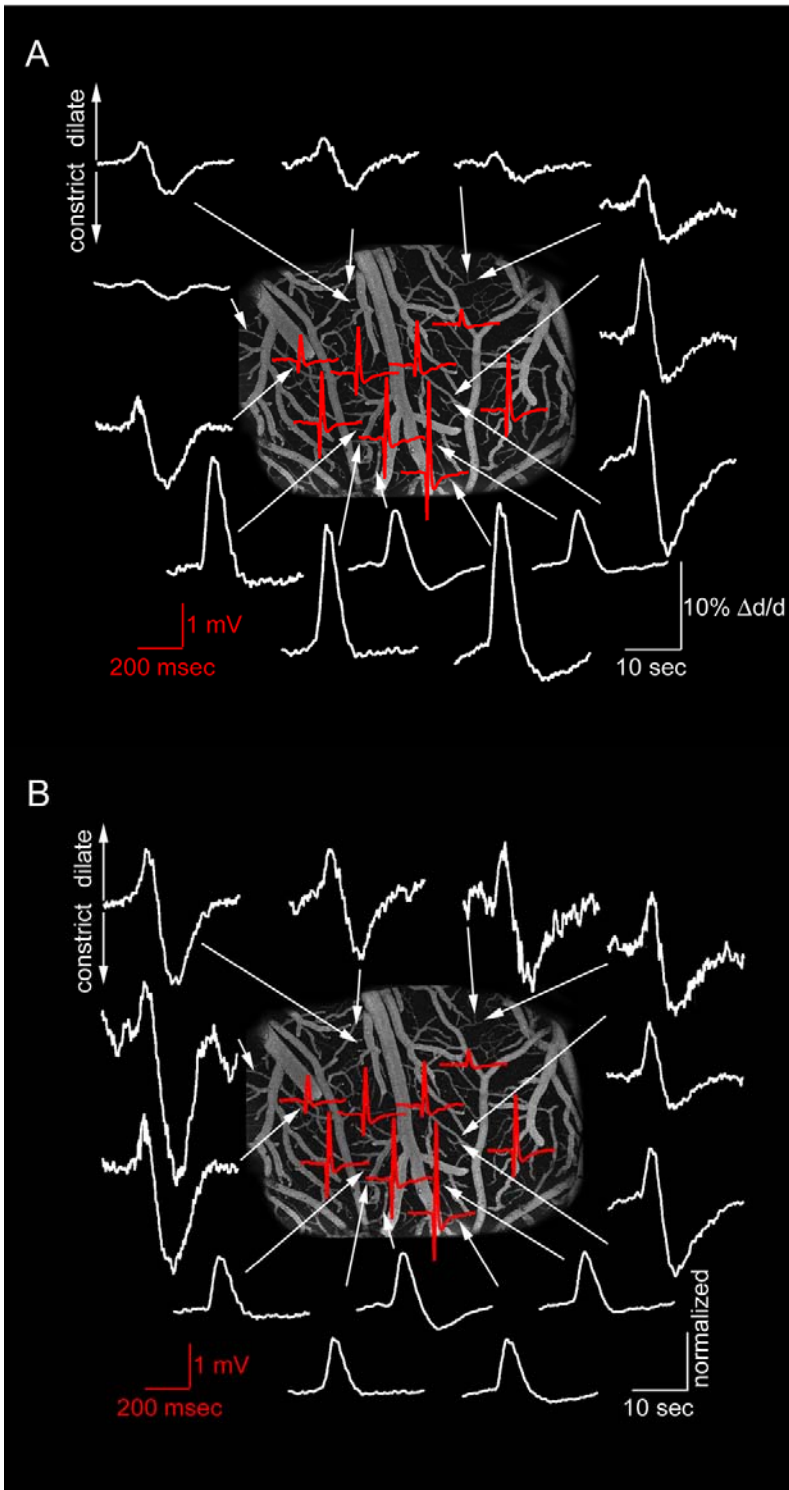 A
constrict dilate
1 mV
200 msec
10% Δd/d
10 sec
B
constrict dilate
1 mV
200 msec
normalized
10 sec